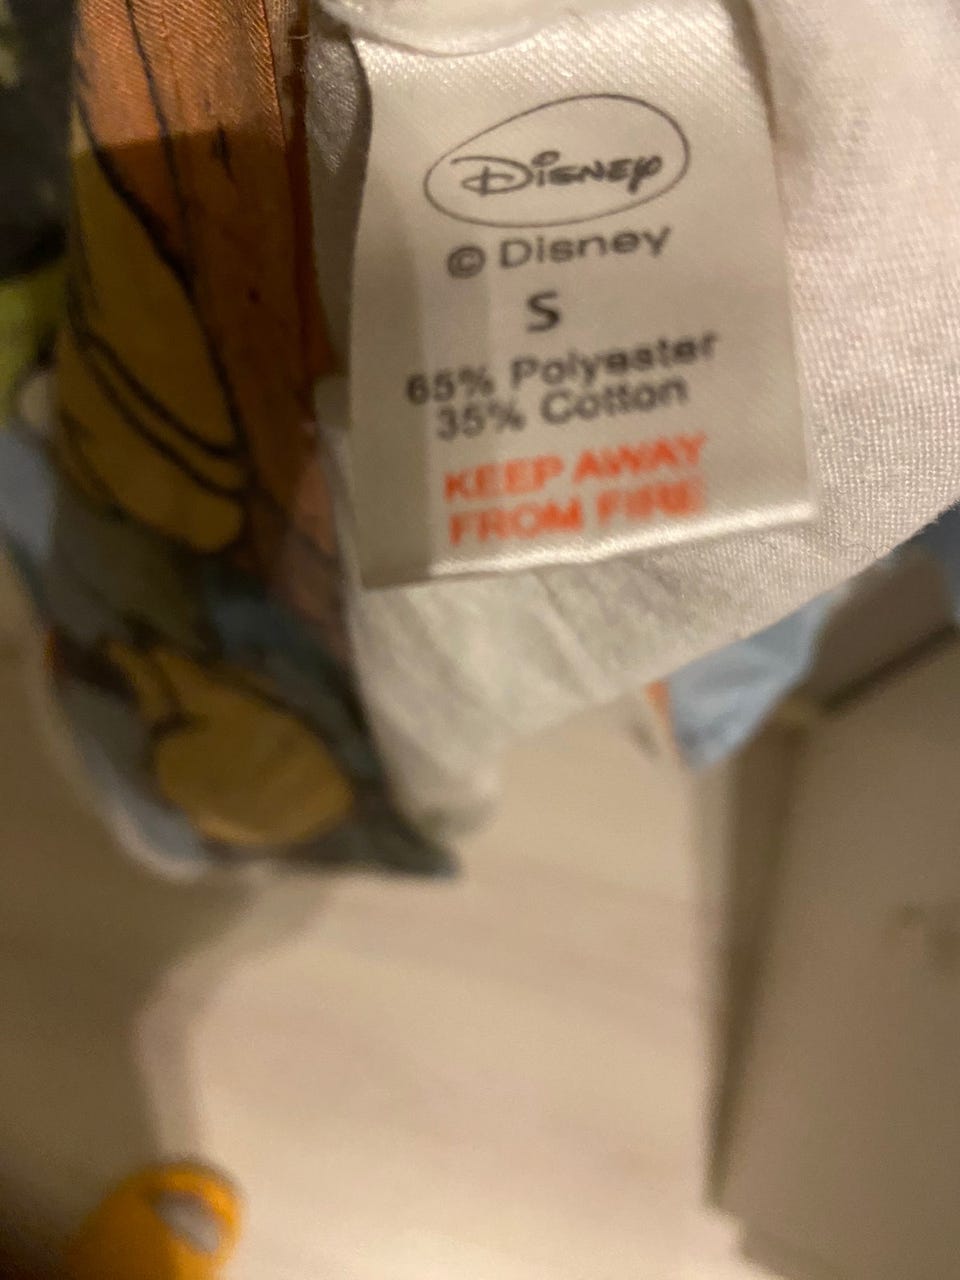 Disney
© Disney
S
65% Polyester
35% Cotton
KEEP AWAY
FROM FIRE